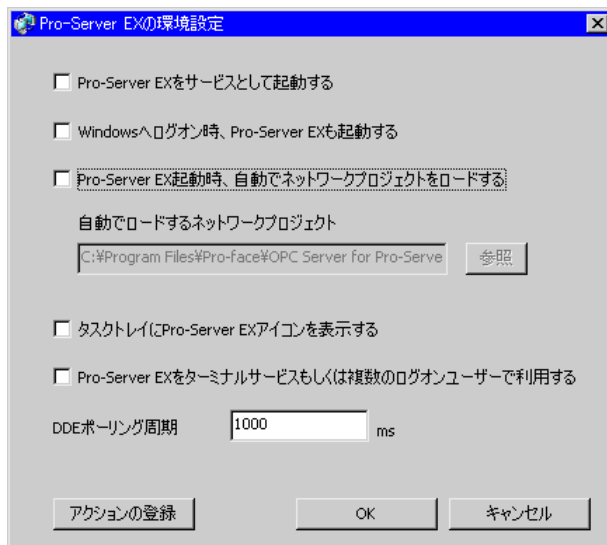 Pro-Server EXの環境設定
Pro-Server EXをサービスとして起動する
Windowsへログオン時、Pro-Server EXも起動する
Pro-Server EX起動時、自動でネットワークプロジェクトをロードする
自動でロードするネットワークプロジェクト
C:¥Program Files¥Pro-face¥OPC Server for Pro-Serve
参照
タスクトレイにPro-Server EXアイコンを表示する
Pro-Server EXをターミナルサービスもしくは複数のログオンユーザーで利用する
DDEポーリング周期 1000 ms
アクションの登録 OK キャンセル